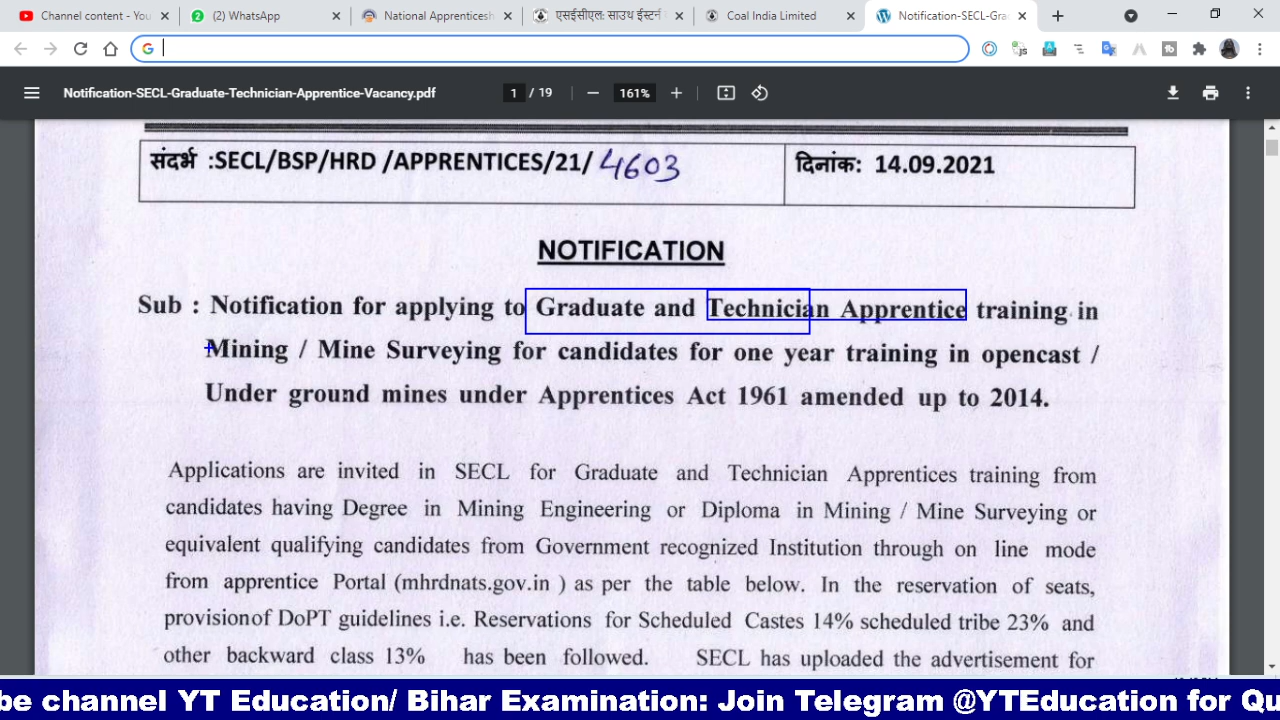 Channel content - You
(2) WhatsApp
National Apprenticesh
एसईसीएल: साउथ ईस्टर्न
Coal India Limited
Notification-SECL-Gra
Notification-SECL-Graduate-Technician-Apprentice-Vacancy.pdf
1 / 19
161%
संदर्भ :SECL/BSP/HRD /APPRENTICES/21/ 4603
दिनांक: 14.09.2021
NOTIFICATION
Sub : Notification for applying to Graduate and Technician Apprentice training in
Mining / Mine Surveying for candidates for one year training in opencast /
Under ground mines under Apprentices Act 1961 amended up to 2014.
Applications are invited in SECL for Graduate and Technician Apprentices training from
candidates having Degree in Mining Engineering or Diploma in Mining / Mine Surveying or
equivalent qualifying candidates from Government recognized Institution through on line mode
from apprentice Portal (mhrdnats.gov.in ) as per the table below. In the reservation of seats,
provision of DoPT guidelines i.e. Reservations for Scheduled Castes 14% scheduled tribe 23% and
other backward class 13% has been followed. SECL has uploaded the advertisement for
be channel YT Education/ Bihar Examination: Join Telegram @YTEducation for Qu